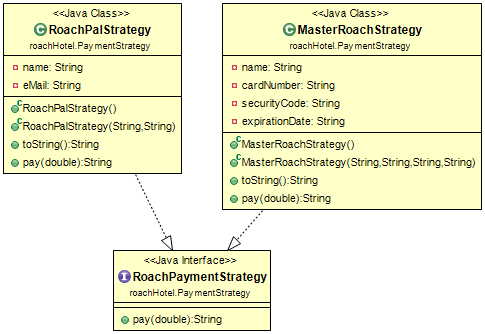 <<Java Class>>
RoachPalStrategy
roachHotel.PaymentStrategy
name: String
eMail: String
RoachPalStrategy()
RoachPalStrategy(String,String)
toString():String
pay(double):String
<<Java Class>>
MasterRoachStrategy
roachHotel.PaymentStrategy
name: String
cardNumber: String
securityCode: String
expirationDate: String
MasterRoachStrategy()
MasterRoachStrategy(String,String,String,String)
toString():String
pay(double):String
<<Java Interface>>
RoachPaymentStrategy
roachHotel.PaymentStrategy
pay(double):String